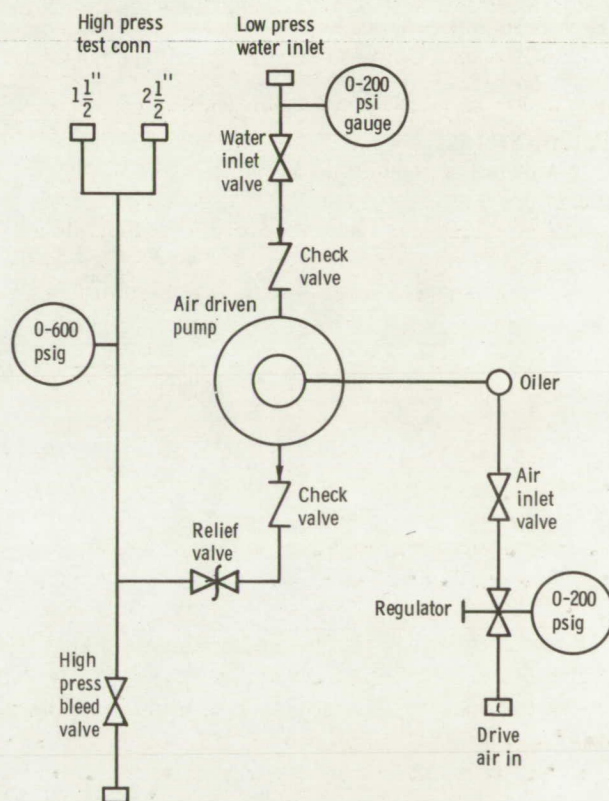 High press
test conn
1 1/2"
2 1/2"
Low press
water inlet
0-200
psi
gauge
Water
inlet
valve
Check
valve
Air driven
pump
0-600
psig
Oiler
Air
inlet
valve
Check
valve
Relief
valve
Regulator
0-200
psig
High
press
bleed
valve
Drive
air in